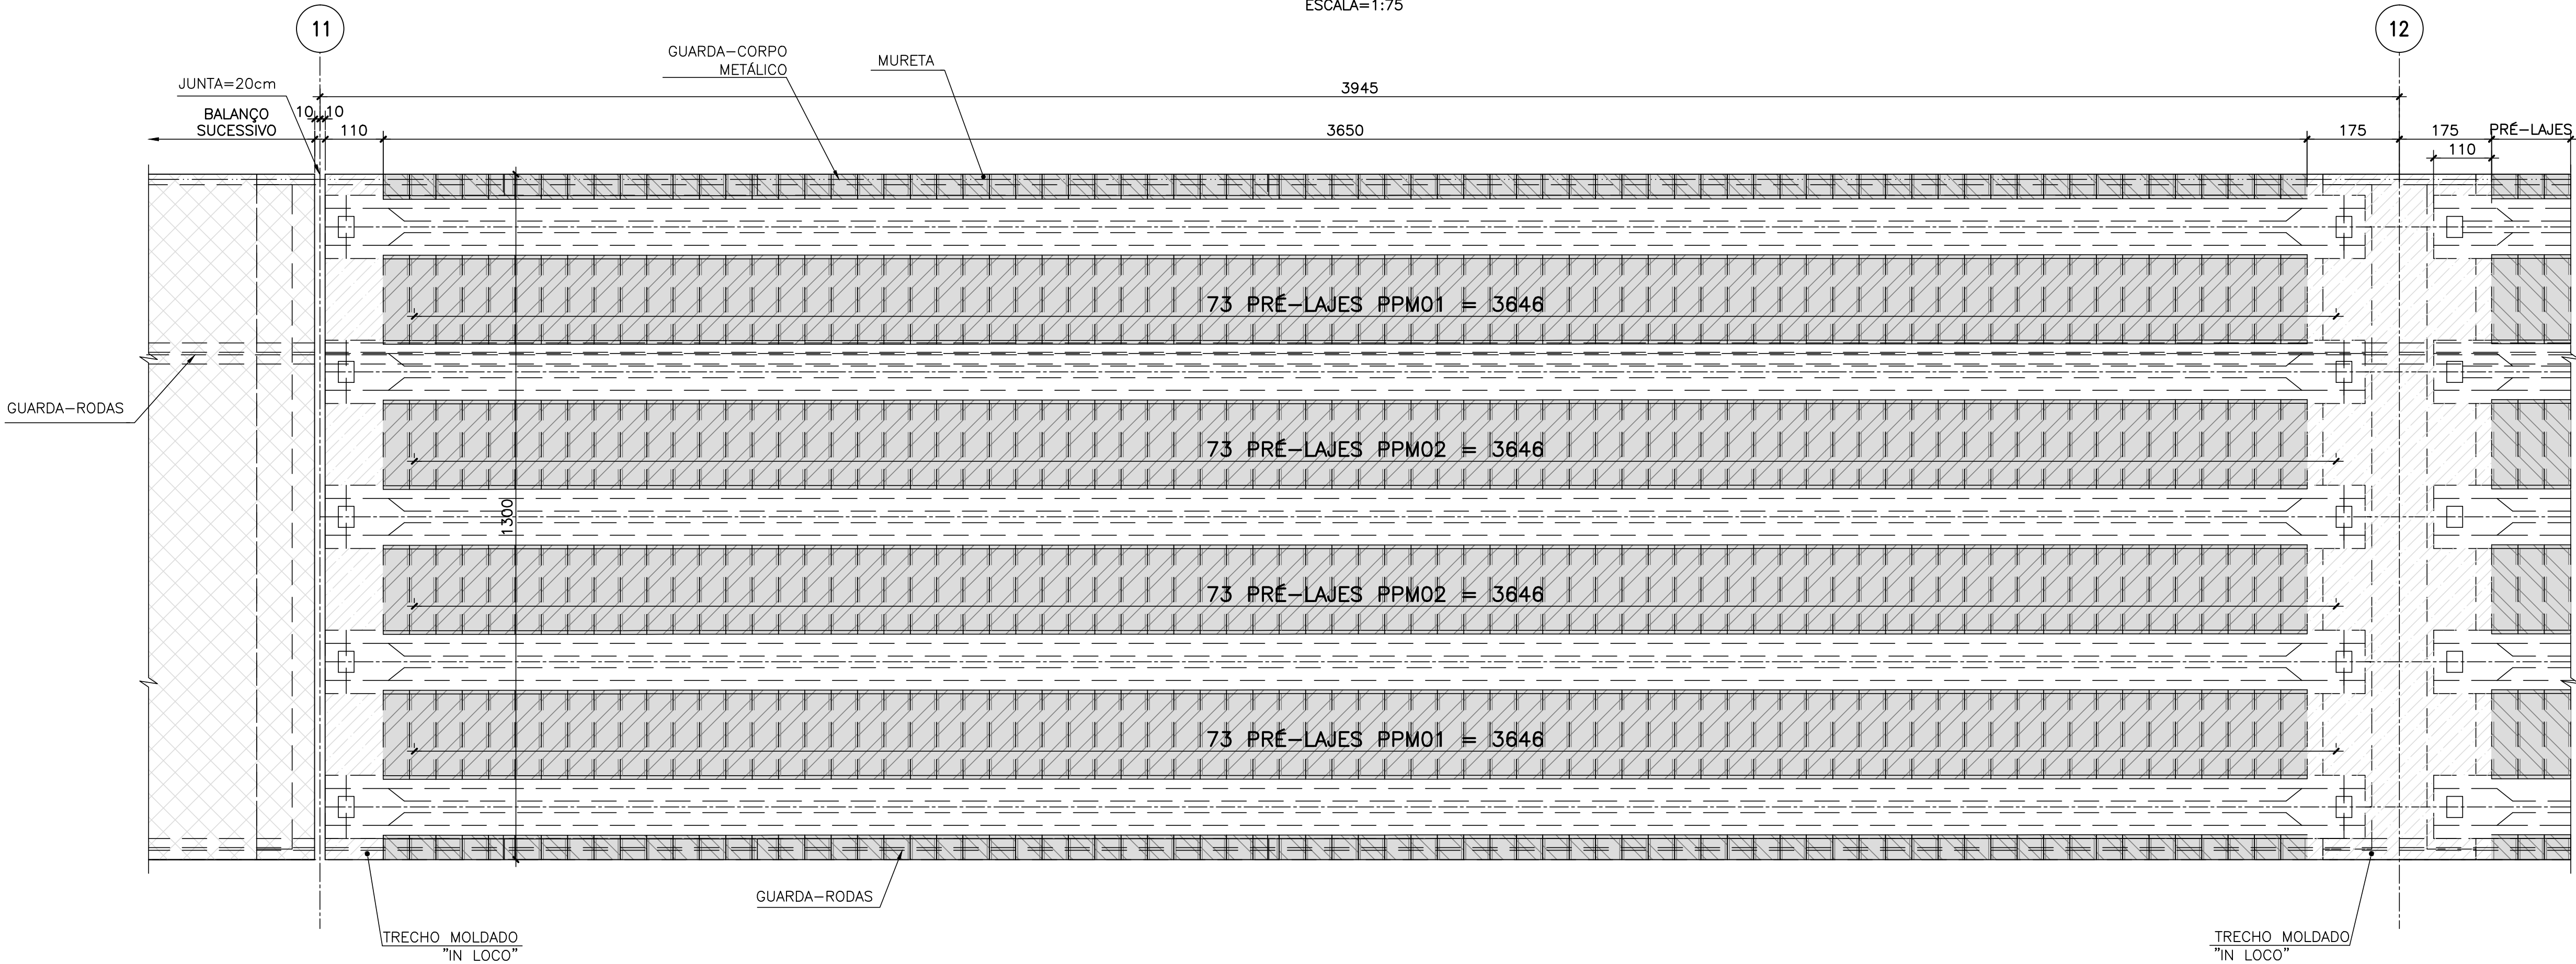 ESCALA=1:75
11
12
GUARDA-CORPO
METÁLICO
MURETA
JUNTA=20cm
3945
BALANÇO
SUCESSIVO
10
10
110
3650
175
175
PRÉ-LAJES
110
73 PRÉ-LAJES PPM01 = 3646
GUARDA-RODAS
73 PRÉ-LAJES PPM02 = 3646
1300
73 PRÉ-LAJES PPM02 = 3646
73 PRÉ-LAJES PPM01 = 3646
GUARDA-RODAS
TRECHO MOLDADO
"IN LOCO"
TRECHO MOLDADO
"IN LOCO"